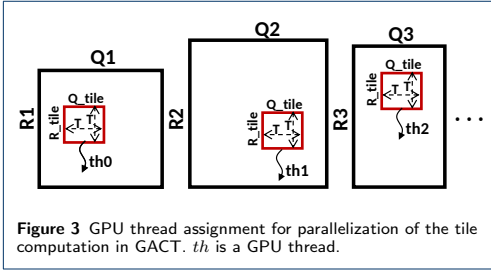 Q1
R1
Q_tile
R_tile
T
T
th0
Q2
R2
Q_tile
R_tile
T
T
th1
Q3
R3
Q_tile
R_tile
T
T
th2
...
Figure 3 GPU thread assignment for parallelization of the tile
computation in GACT. th is a GPU thread.